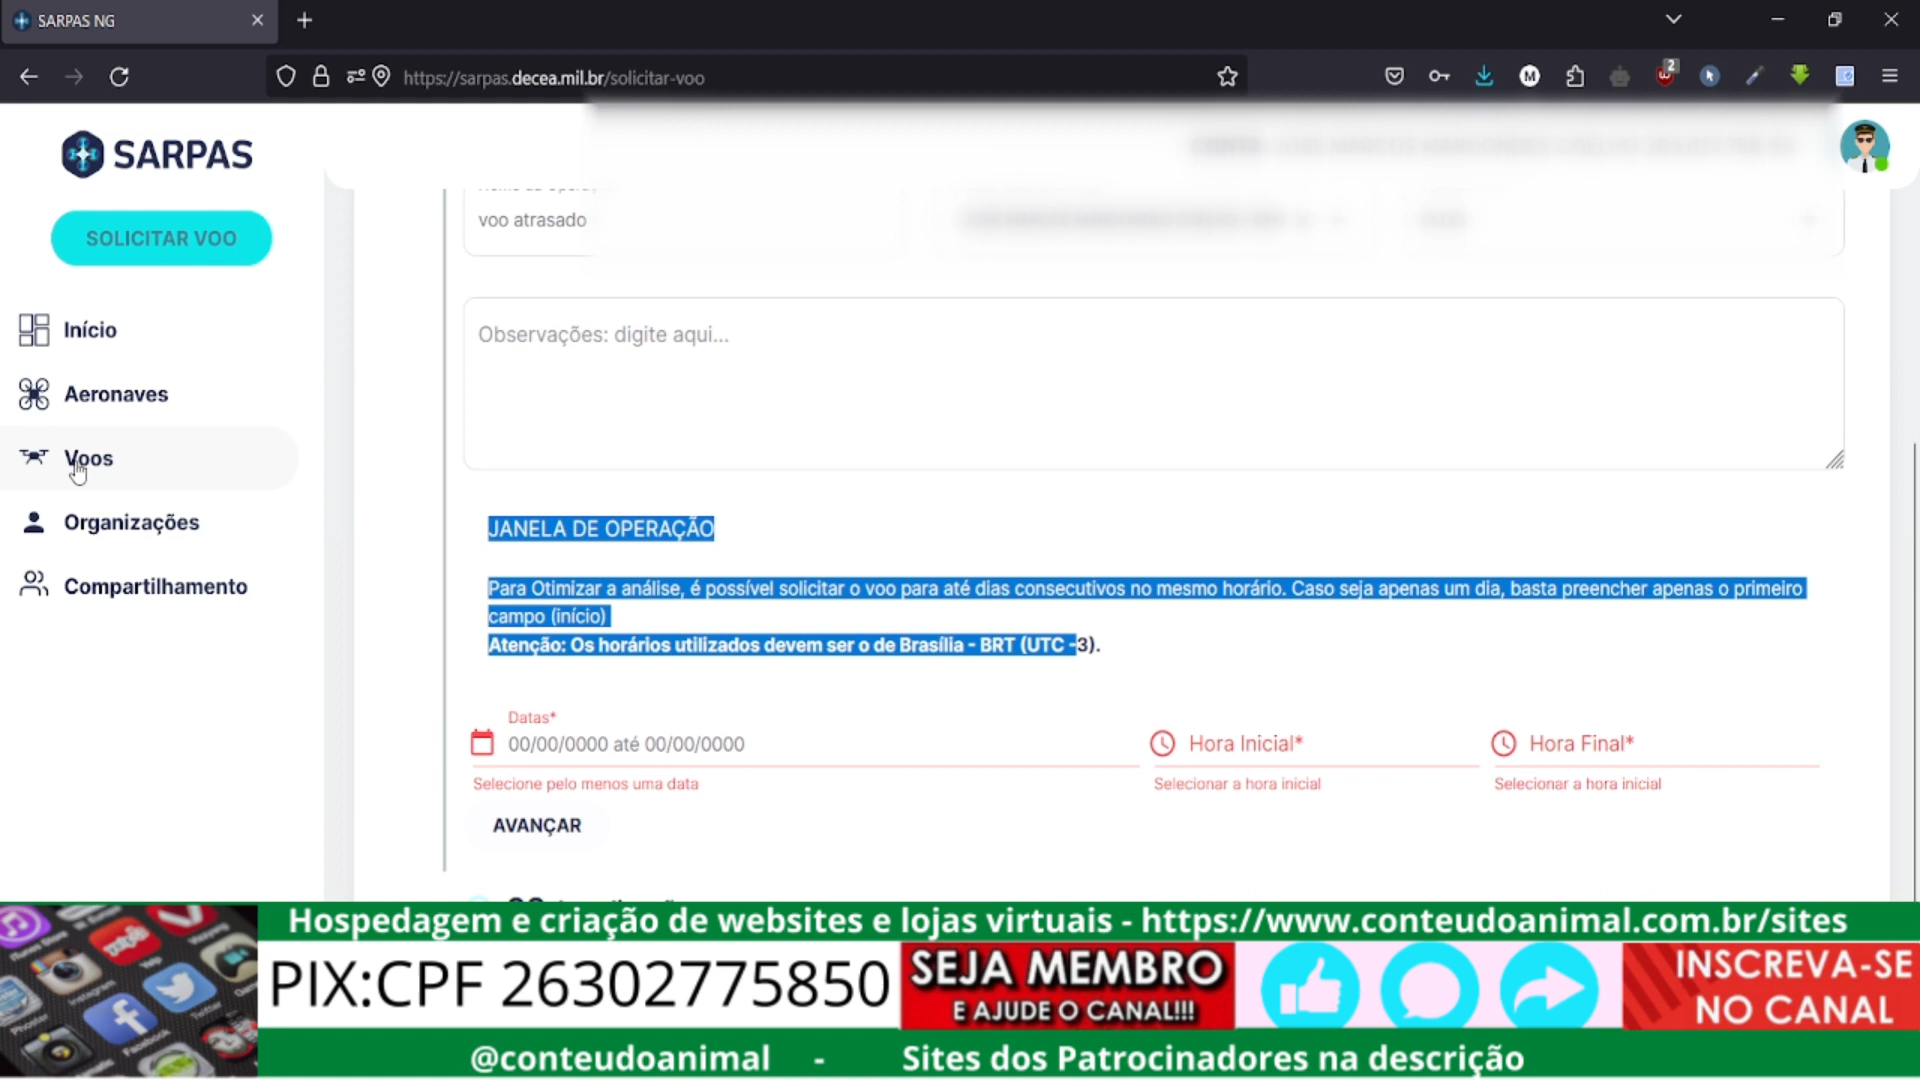 SARPAS NG
https://sarpas.decea.mil.br/solicitar-voo
2
M
SARPAS
SOLICITAR VOO
Início
Aeronaves
Voos
Organizações
Compartilhamento
voo atrasado
Observações: digite aqui...
JANELA DE OPERAÇÃO
Para Otimizar a análise, é possível solicitar o voo para até dias consecutivos no mesmo horário. Caso seja apenas um dia, basta preencher apenas o primeiro
campo (início)
Atenção: Os horários utilizados devem ser o de Brasília - BRT (UTC -3).
Datas*
00/00/0000 até 00/00/0000
Hora Inicial*
Hora Final*
Selecione pelo menos uma data
Selecionar a hora inicial
Selecionar a hora inicial
AVANÇAR
Hospedagem e criação de websites e lojas virtuais - https://www.conteudoanimal.com.br/sites
PIX:CPF 26302775850
SEJA MEMBRO
E AJUDE O CANAL!!!
INSCREVA-SE
NO CANAL
@conteudoanimal - Sites dos Patrocinadores na descrição